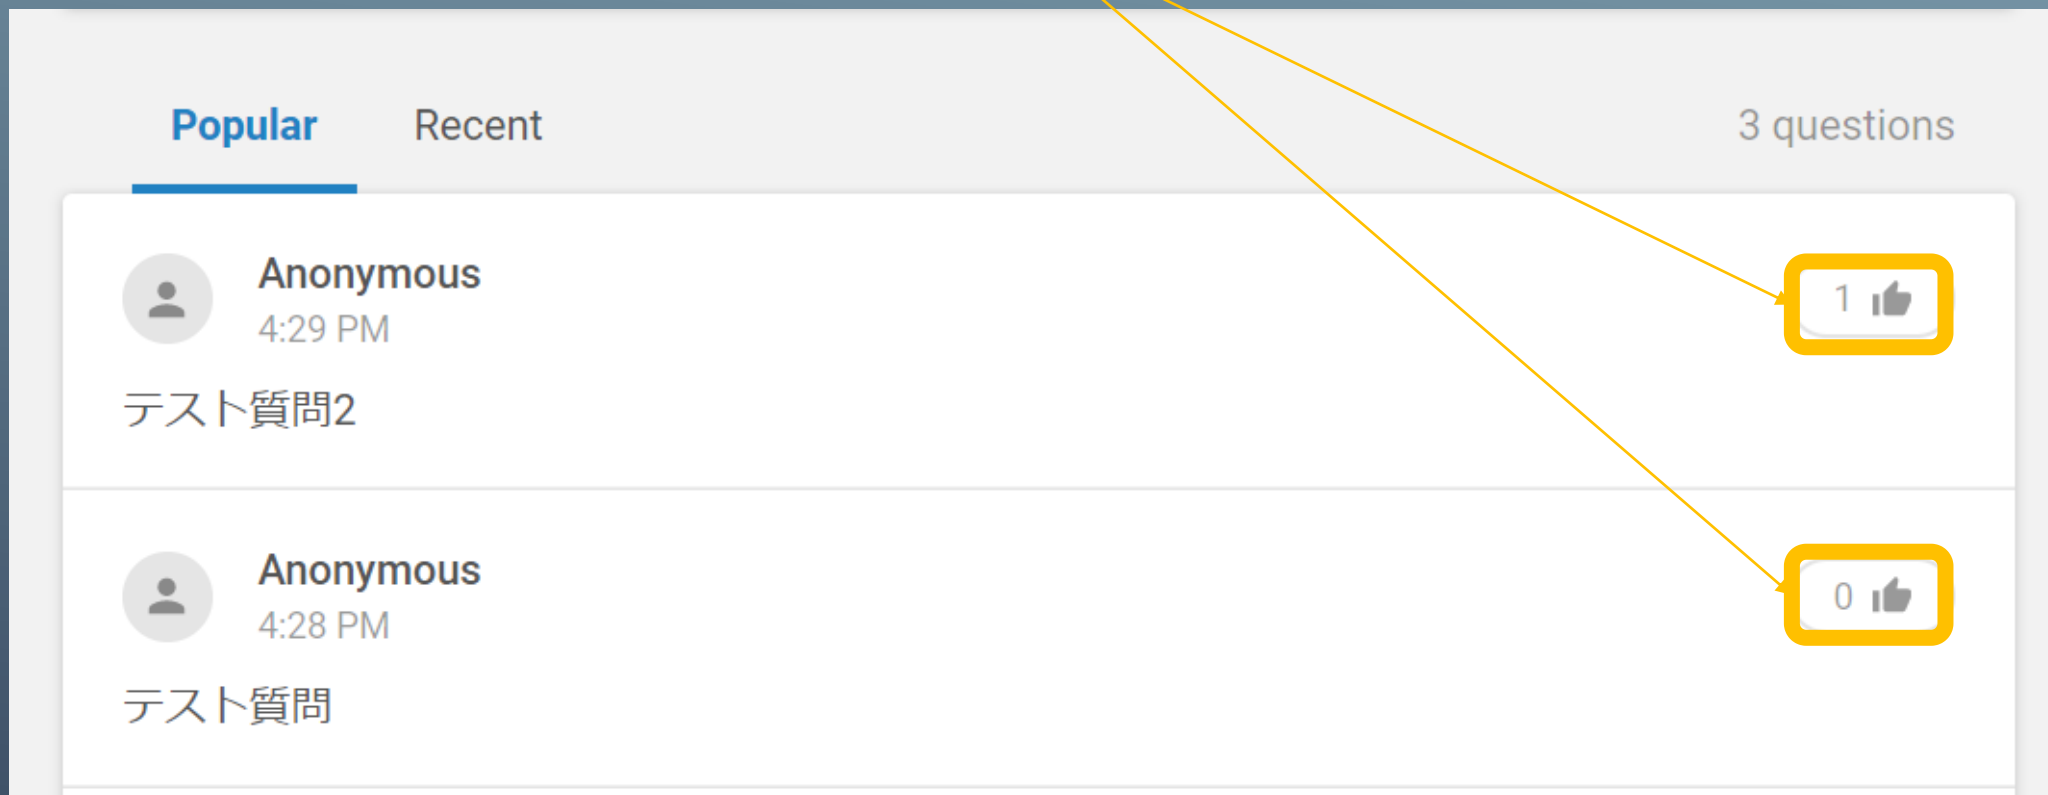 Popular Recent 3 questions
Anonymous 1
4:29 PM
テスト質問2
Anonymous 0
4:28 PM
テスト質問